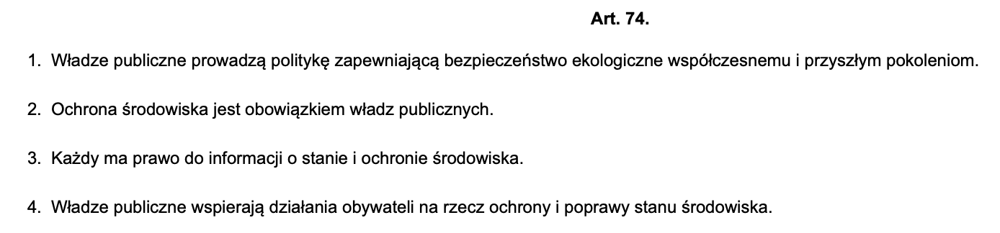 Art. 74.
1. Władze publiczne prowadzą politykę zapewniającą bezpieczeństwo ekologiczne współczesnemu i przyszłym pokoleniom.
2. Ochrona środowiska jest obowiązkiem władz publicznych.
3. Każdy ma prawo do informacji o stanie i ochronie środowiska.
4. Władze publiczne wspierają działania obywateli na rzecz ochrony i poprawy stanu środowiska.